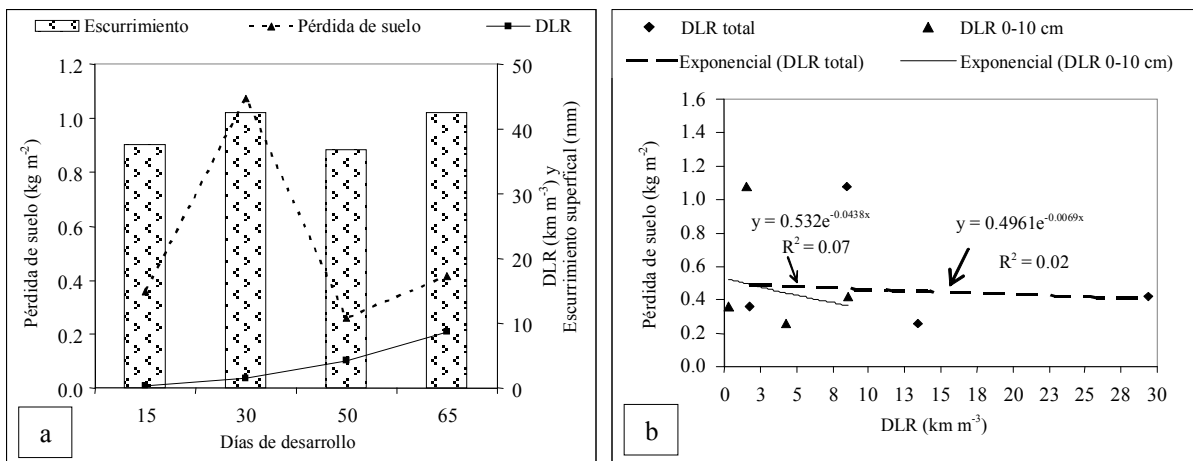 Escurrimiento Pérdida de suelo DLR
1.2
1.0
0.8
0.6
0.4
0.2
0.0
Pérdida de suelo (kg m-2)
50
40
30
20
10
0
DLR (km m-3) y
Escurrimiento superfical (mm)
15 30 50 65
Días de desarrollo
a
DLR total DLR 0-10 cm
Exponencial (DLR total) Exponencial (DLR 0-10 cm)
1.6
1.4
1.2
1.0
0.8
0.6
0.4
0.2
0.0
Pérdida de suelo (kg m-2)
y = 0.532e-0.0438x
R2 = 0.07
y = 0.4961e-0.0069x
R2 = 0.02
0 3 5 8 10 13 15 18 20 23 25 28 30
DLR (km m-3)
b